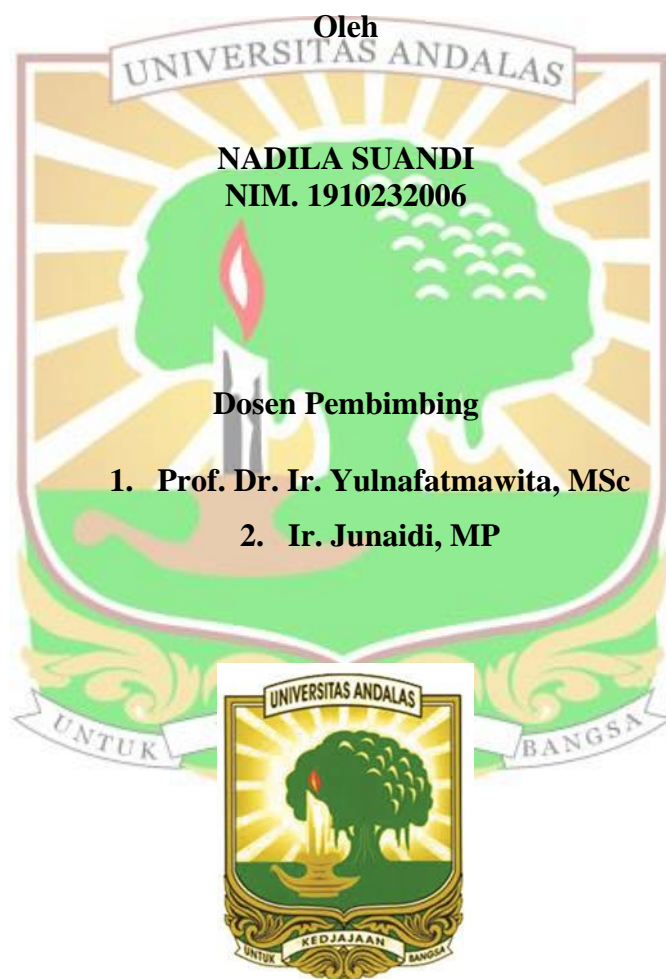 Oleh
UNIVERSITAS ANDALAS
NADILA SUANDI
NIM. 1910232006
Dosen Pembimbing
1. Prof. Dr. Ir. Yulnafatmawita, MSc
2. Ir. Junaidi, MP
UNTUK BANGSA
UNIVERSITAS ANDALAS
KEDJAJAAN
UNTUK BANGSA